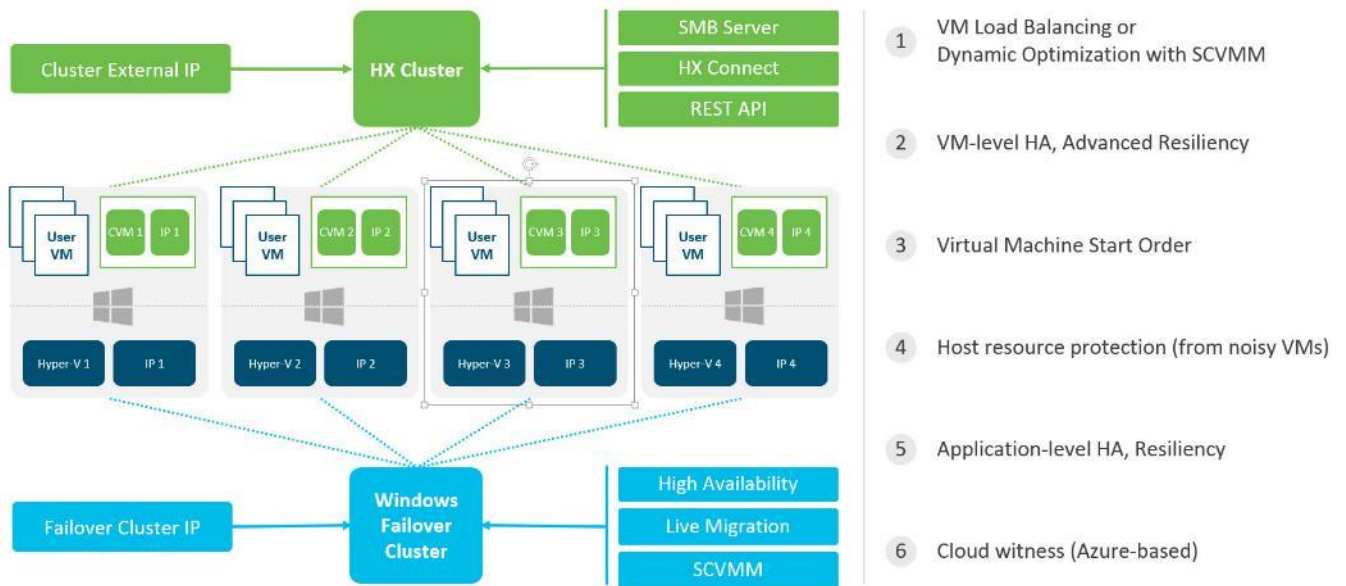 Cluster External IP
HX Cluster
SMB Server
HX Connect
REST API
User
VM
CVM 1
IP 1
User
VM
CVM 2
IP 2
User
VM
CVM 3
IP 3
User
VM
CVM 4
IP 4
Hyper-V 1
IP 1
Hyper-V 2
IP 2
Hyper-V 3
IP 3
Hyper-V 4
IP 4
Failover Cluster IP
Windows
Failover
Cluster
High Availability
Live Migration
SCVMM
1
VM Load Balancing or
Dynamic Optimization with SCVMM
2
VM-level HA, Advanced Resiliency
3
Virtual Machine Start Order
4
Host resource protection (from noisy VMs)
5
Application-level HA, Resiliency
6
Cloud witness (Azure-based)